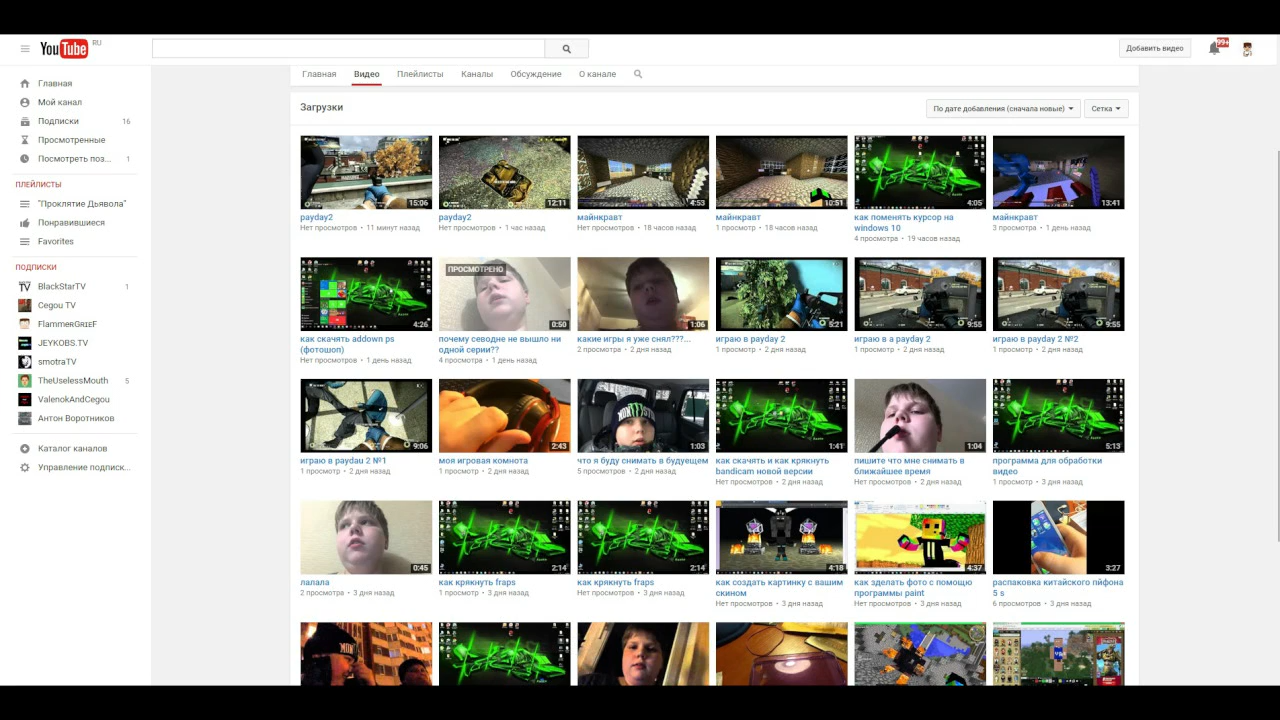 YouTube RU
Добавить видео
99+
Главная
Мой канал
Подписки 16
Просмотренные
Посмотреть поз... 1
ПЛЕЙЛИСТЫ
"Проклятие Дьявола"
Понравившиеся
Favorites
ПОДПИСКИ
BlackStarTV 1
Cegou TV
FlammeʀGʀɪᴇF
JEYKOBS.TV
smotraTV
TheUselessMouth 5
ValenokAndCegou
Антон Воротников
Каталог каналов
Управление подписк...
Главная Видео Плейлисты Каналы Обсуждение О канале
Загрузки
По дате добавления (сначала новые) Сетка
15:06 12:11 4:53 10:51 4:05 13:41
payday2
Нет просмотров • 11 минут назад
payday2
Нет просмотров • 1 час назад
майнкравт
Нет просмотров • 18 часов назад
майнкравт
1 просмотр • 18 часов назад
как поменять курсор на
windows 10
4 просмотра • 19 часов назад
майнкравт
3 просмотра • 1 день назад
4:26 ПРОСМОТРЕНО 0:50 1:06 5:21 9:55 9:55
как скачять addown ps
(фотошоп)
Нет просмотров • 1 день назад
почему севодне не вышло ни
одной серии??
4 просмотра • 1 день назад
какие игры я уже снял???...
2 просмотра • 2 дня назад
играю в payday 2
1 просмотр • 2 дня назад
играю в a payday 2
1 просмотр • 2 дня назад
играю в payday 2 №2
1 просмотр • 2 дня назад
9:06 2:43 1:03 1:41 1:04 5:13
играю в paydau 2 №1
1 просмотр • 2 дня назад
моя игровая комнота
1 просмотр • 2 дня назад
что я буду снимать в будуещем
5 просмотров • 2 дня назад
как скачять и как крякнуть
bandicam новой версии
Нет просмотров • 2 дня назад
пишите что мне снимать в
ближайшее время
Нет просмотров • 2 дня назад
программа для обработки
видео
1 просмотр • 3 дня назад
0:45 2:14 2:14 4:18 4:37 3:27
лалала
2 просмотра • 3 дня назад
как крякнуть fraps
1 просмотр • 3 дня назад
как крякнуть fraps
Нет просмотров • 3 дня назад
как создать картинку с вашим
скином
Нет просмотров • 3 дня назад
как зделать фото с помощю
программы paint
Нет просмотров • 3 дня назад
распаковка китайского пйфона
5 s
6 просмотров • 3 дня назад